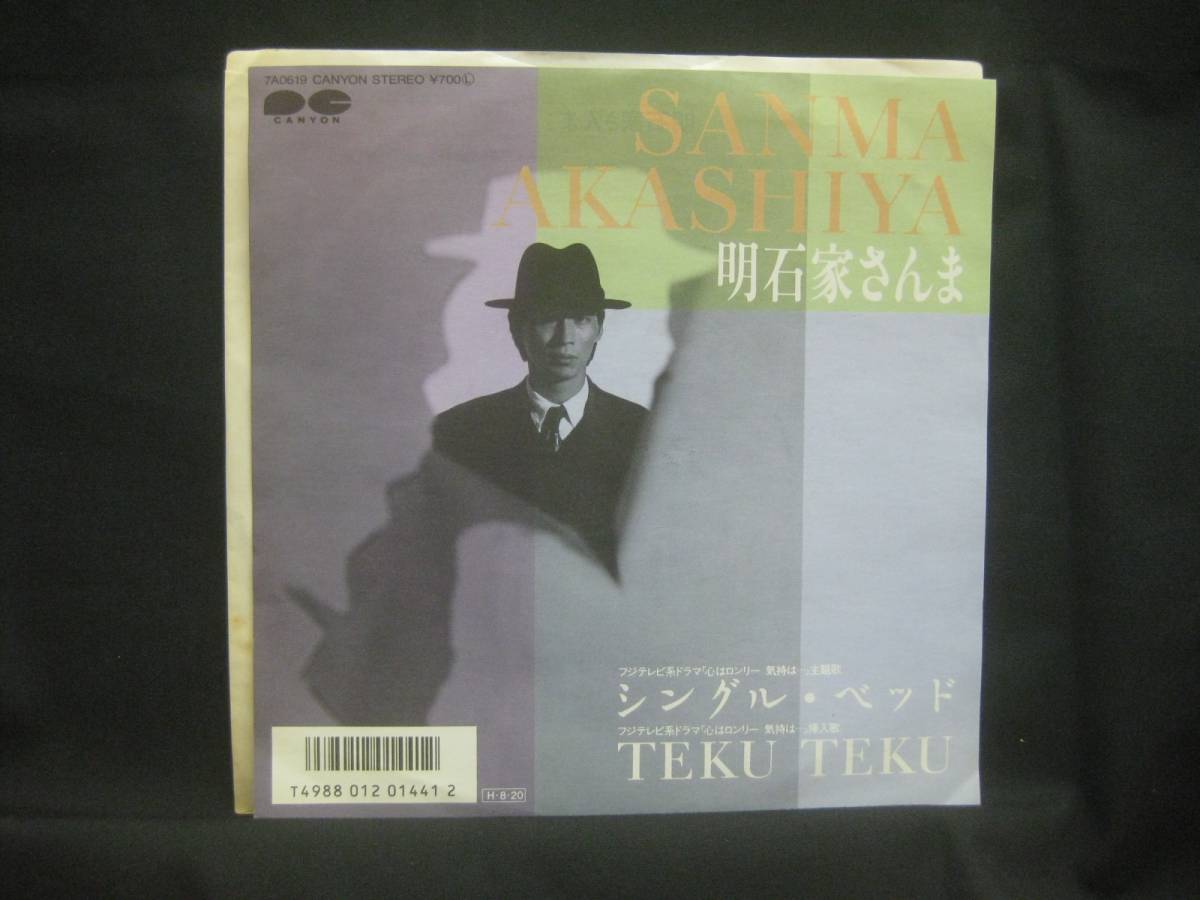 7A0619 CANYON STEREO ¥700Ⓛ
CANYON
SANMA
AKASHIYA
明石家さんま
フジテレビ系ドラマ「心はロンリー 気持は…」主題歌
シングル・ベッド
フジテレビ系ドラマ「心はロンリー 気持は…」挿入歌
TEKU TEKU
T4988 012 01441 2
H・8・20